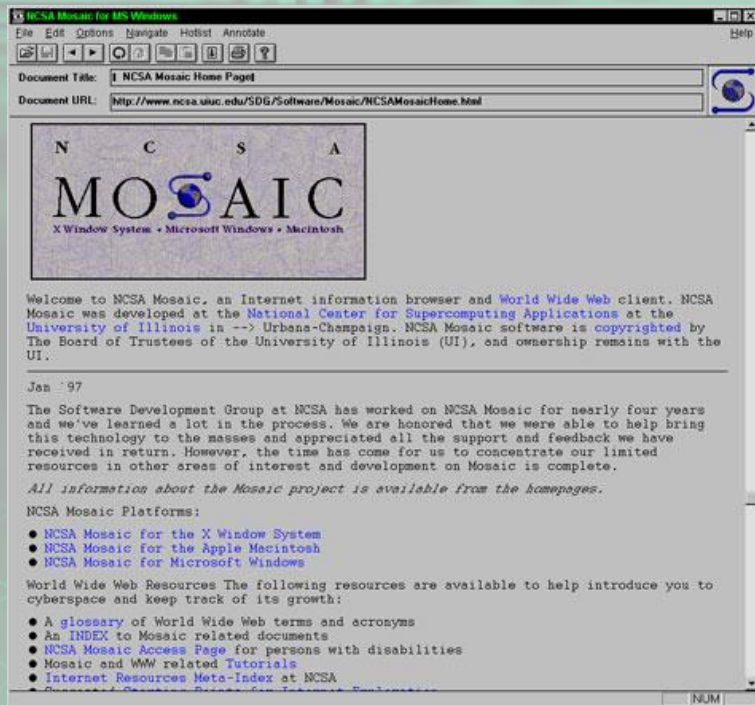 NCSA Mosaic for MS Windows
File Edit Options Navigate Hotlist Annotate Help
Document Title: NCSA Mosaic Home Page
Document URL: http://www.ncsa.uiuc.edu/SDG/Software/Mosaic/NCSAMosaicHome.html
N C S A
MOSAIC
X Window System • Microsoft Windows • Macintosh
Welcome to NCSA Mosaic, an Internet information browser and World Wide Web client. NCSA
Mosaic was developed at the National Center for Supercomputing Applications at the
University of Illinois in --> Urbana-Champaign. NCSA Mosaic software is copyrighted by
The Board of Trustees of the University of Illinois (UI), and ownership remains with the
UI.
Jan '97
The Software Development Group at NCSA has worked on NCSA Mosaic for nearly four years
and we've learned a lot in the process. We are honored that we were able to help bring
this technology to the masses and appreciated all the support and feedback we have
received in return. However, the time has come for us to concentrate our limited
resources in other areas of interest and development on Mosaic is complete.
All information about the Mosaic project is available from the homepages.
NCSA Mosaic Platforms:
● NCSA Mosaic for the X Window System
● NCSA Mosaic for the Apple Macintosh
● NCSA Mosaic for Microsoft Windows
World Wide Web Resources The following resources are available to help introduce you to
cyberspace and keep track of its growth:
● A glossary of World Wide Web terms and acronyms
● An INDEX to Mosaic related documents
● NCSA Mosaic Access Page for persons with disabilities
● Mosaic and WWW related Tutorials
● Internet Resources Meta-Index at NCSA
● Suggested Starting Points for Internet Exploration
NUM